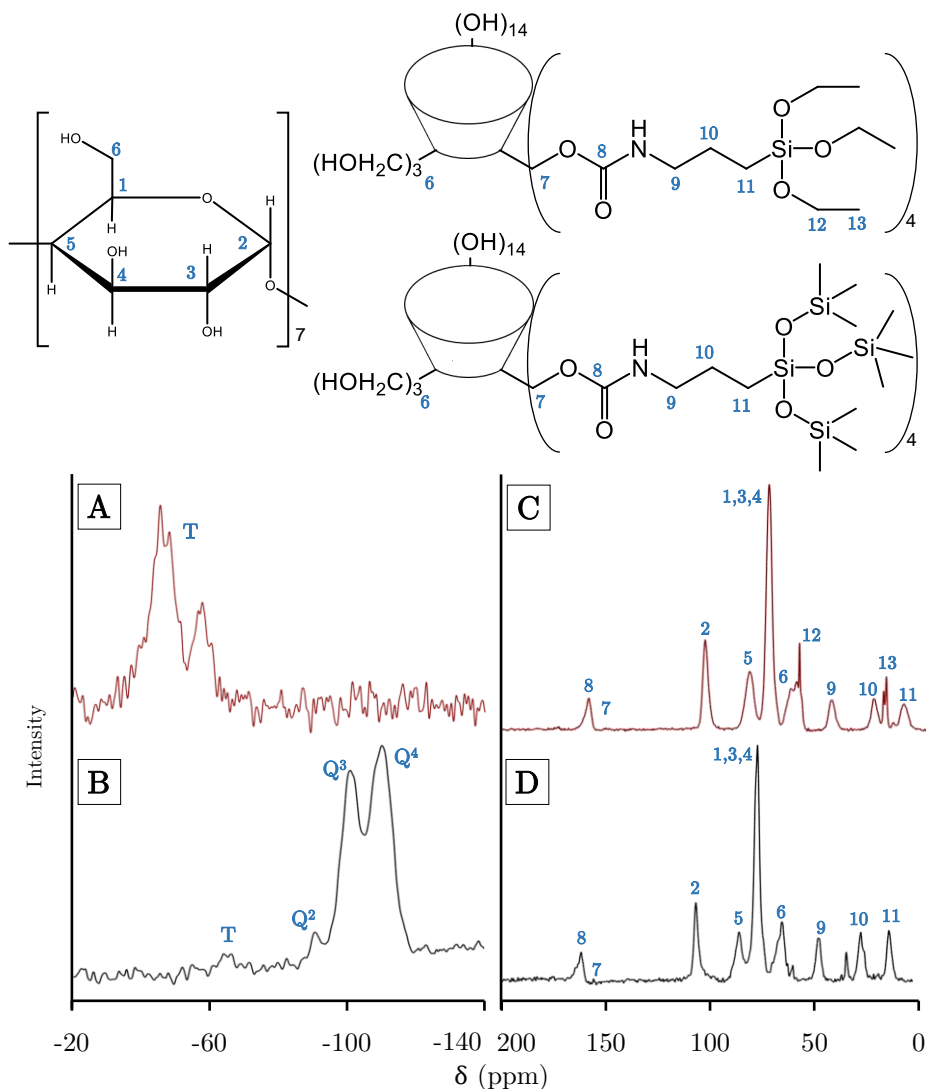 (OH)14
O
Si
O
O
O
8
N
H
10
9
11
12
13
O
7
(HOH2C)3
6
4
HO
6
1
O
H
H
5
OH
H
2
4
3
H
H
OH
O
7
(OH)14
Si
O
O
Si
Si
O
Si
O
8
N
H
10
9
11
O
7
(HOH2C)3
6
4
A
T
B
T
Q²
Q³
Q⁴
C
8
7
2
5
1,3,4
6
12
9
10
13
11
D
8
7
2
5
1,3,4
6
9
10
11
Intensity
-20
-60
-100
-140
200
150
100
50
0
δ (ppm)